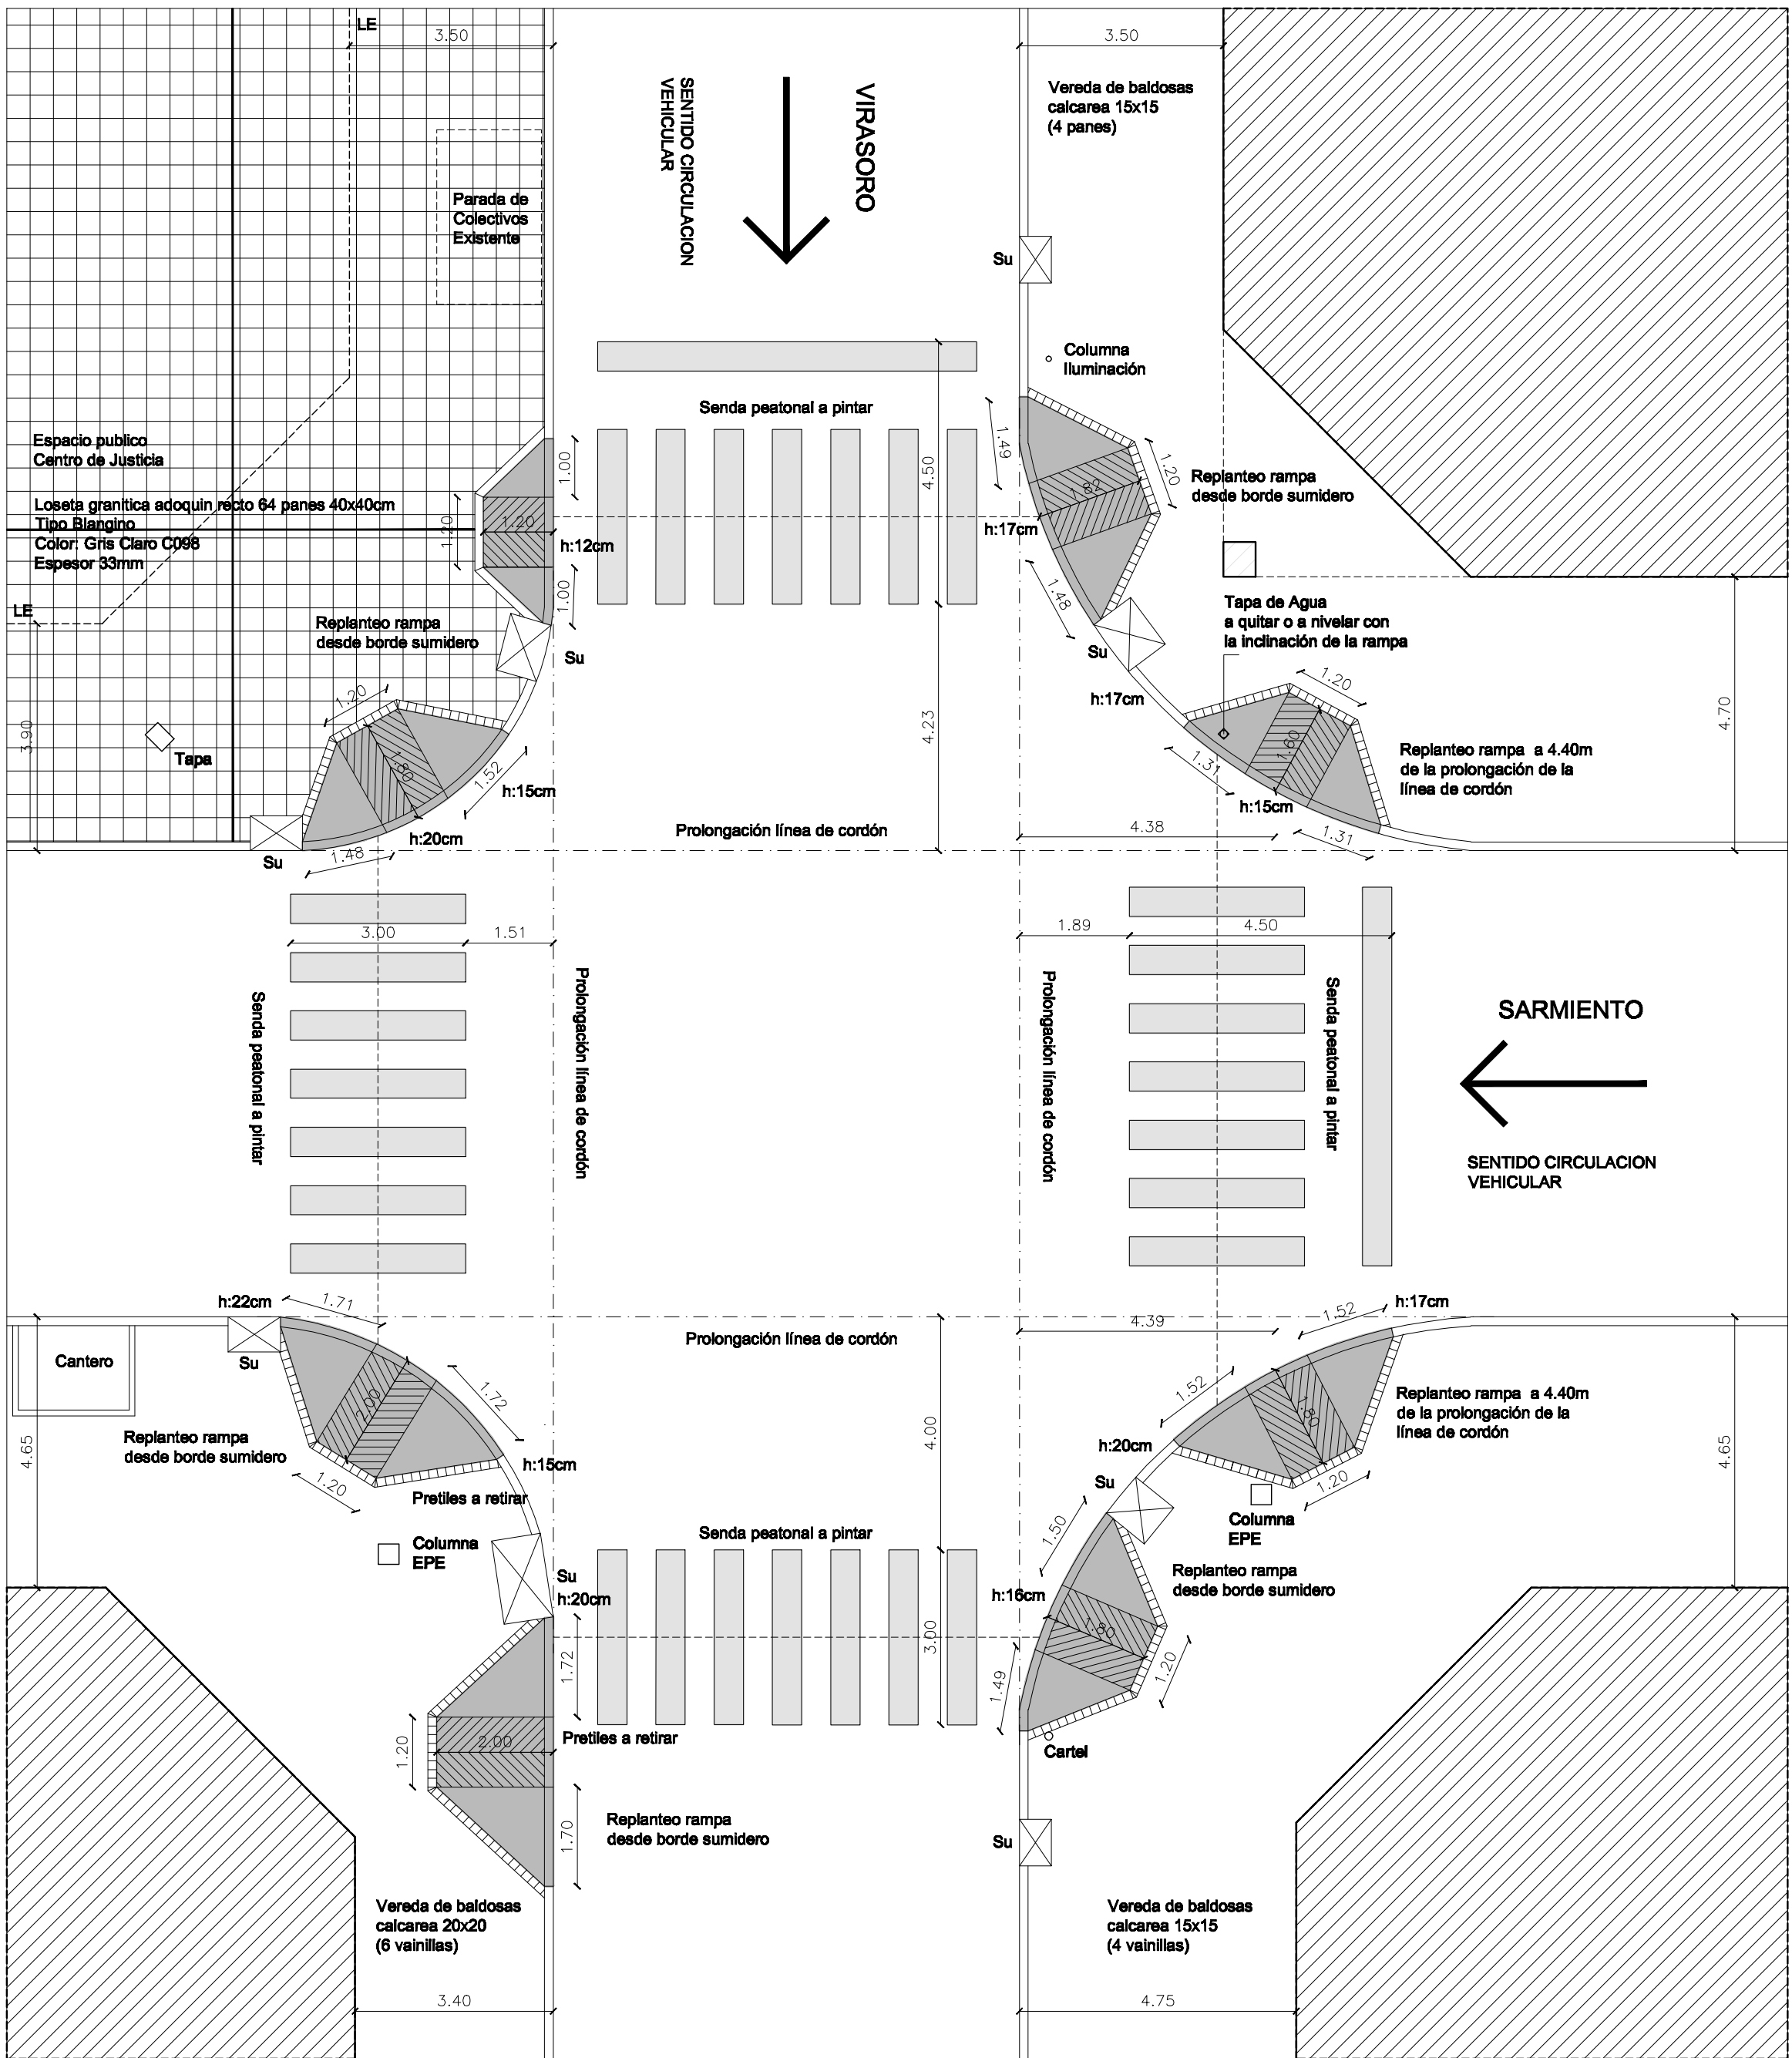 LE
3.50
3.50
SENTIDO CIRCULACION
VEHICULAR
VIRASORO
Vereda de baldosas
calcarea 15x15
(4 panes)
Parada de
Colectivos
Existente
Su
Columna
Iluminación
Senda peatonal a pintar
Espacio publico
Centro de Justicia
Loseta granitica adoquin recto 64 panes 40x40cm
Tipo Blangino
Color: Gris Claro C098
Espesor 33mm
1.00
1.20
1.20
h:12cm
1.00
4.50
1.49
1.20
1.82
Replanteo rampa
desde borde sumidero
h:17cm
1.48
LE
Replanteo rampa
desde borde sumidero
Su
Tapa de Agua
a quitar o a nivelar con
la inclinación de la rampa
Su
h:17cm
1.20
1.20
3.90
Tapa
1.80
1.52
h:15cm
h:20cm
4.23
4.70
1.60
1.31
h:15cm
Replanteo rampa a 4.40m
de la prolongación de la
línea de cordón
Su
1.48
Prolongación línea de cordón
4.38
1.31
3.00
1.51
1.89
4.50
Senda peatonal a pintar
Prolongación línea de cordón
Prolongación línea de cordón
Senda peatonal a pintar
SARMIENTO
SENTIDO CIRCULACION
VEHICULAR
h:22cm
1.71
Prolongación línea de cordón
4.39
1.52
h:17cm
Cantero
Su
2.00
1.72
1.52
1.80
Replanteo rampa a 4.40m
de la prolongación de la
línea de cordón
4.65
Replanteo rampa
desde borde sumidero
1.20
h:15cm
Pretiles a retirar
4.00
h:20cm
Su
1.20
4.65
Columna
EPE
Columna
EPE
Senda peatonal a pintar
1.50
Su
h:20cm
h:16cm
Replanteo rampa
desde borde sumidero
1.72
3.00
1.80
1.20
1.49
1.20
2.00
Pretiles a retirar
Cartel
1.70
Replanteo rampa
desde borde sumidero
Su
Vereda de baldosas
calcarea 20x20
(6 vainillas)
Vereda de baldosas
calcarea 15x15
(4 vainillas)
3.40
4.75